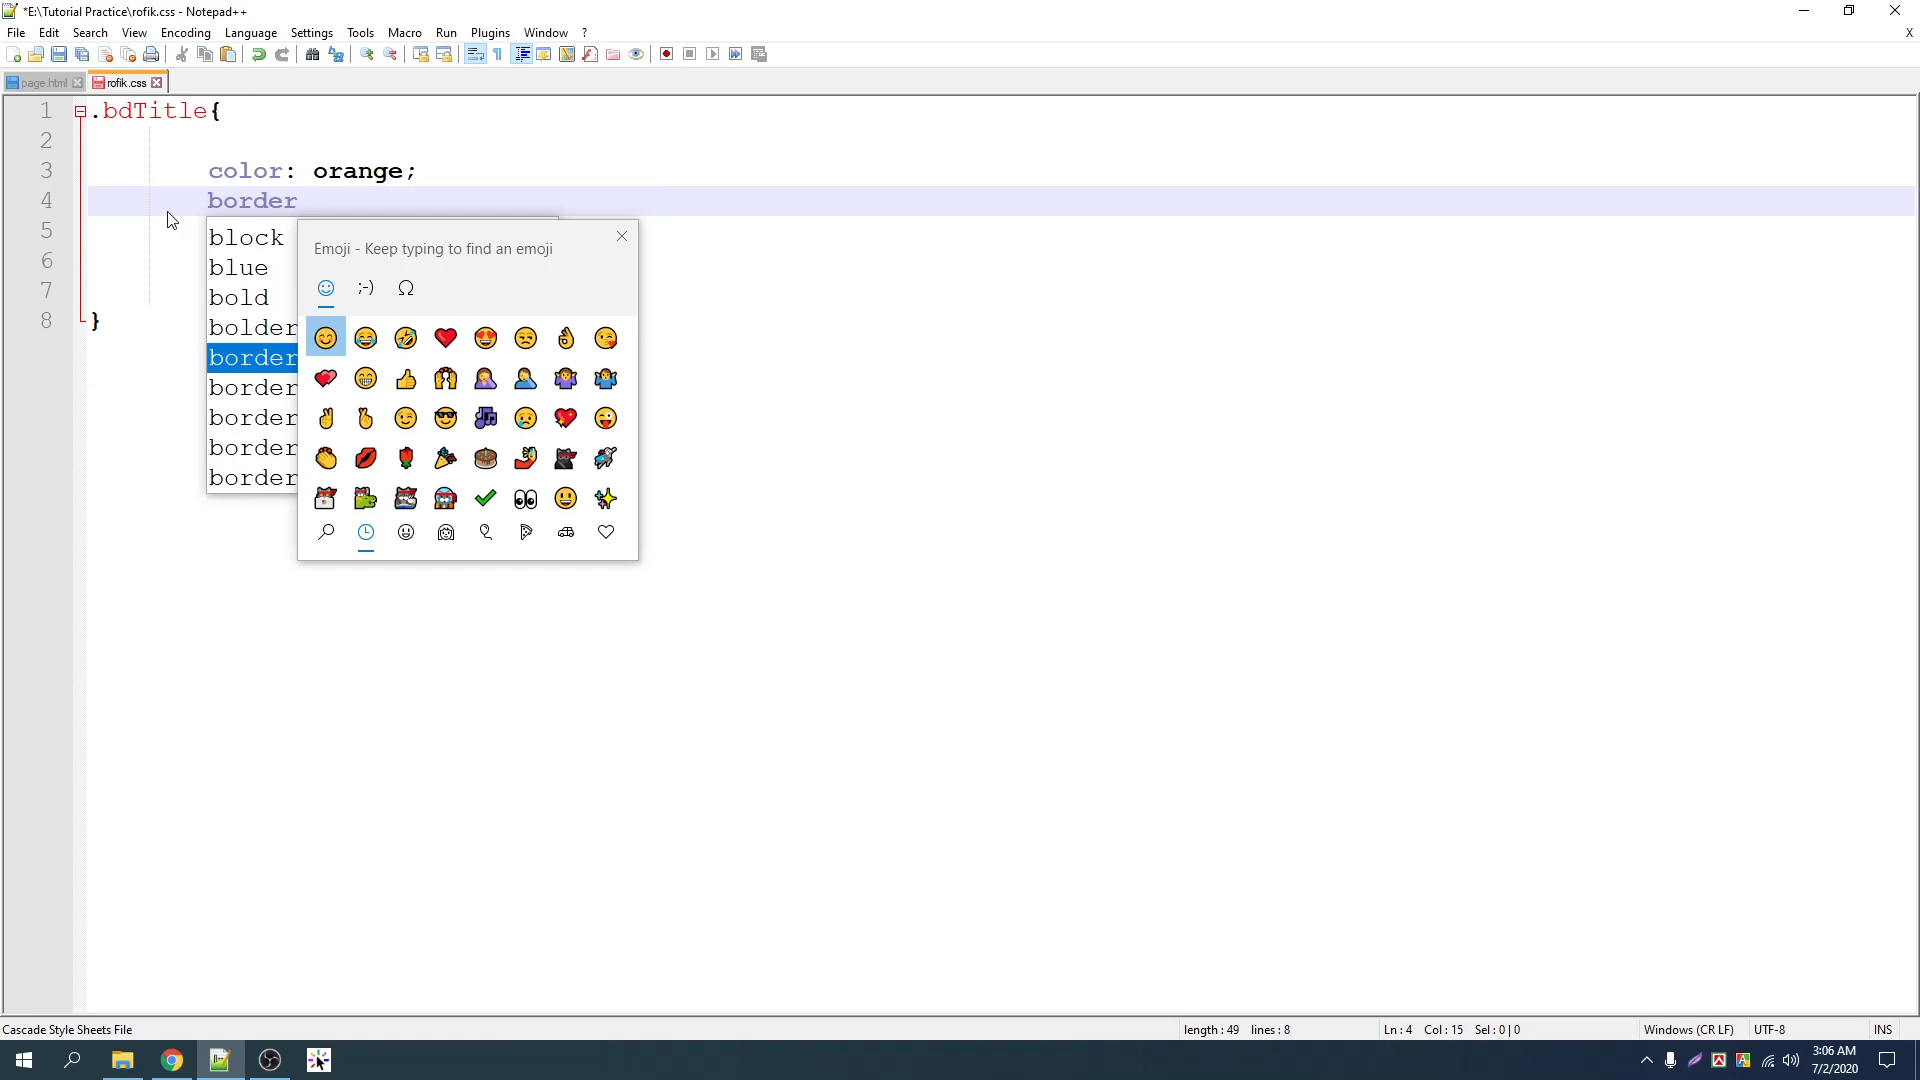 *E:\Tutorial Practice\rofik.css - Notepad++
File Edit Search View Encoding Language Settings Tools Macro Run Plugins Window ? X
page.html rofik.css
1 .bdTitle{
2
3 color: orange;
4 border
5
6
7
8 }
block
blue
bold
bolder
border
border
border
border
border
Emoji - Keep typing to find an emoji
;-) Ω
Cascade Style Sheets File length : 49 lines : 8 Ln : 4 Col : 15 Sel : 0 | 0 Windows (CR LF) UTF-8 INS
3:06 AM
7/2/2020